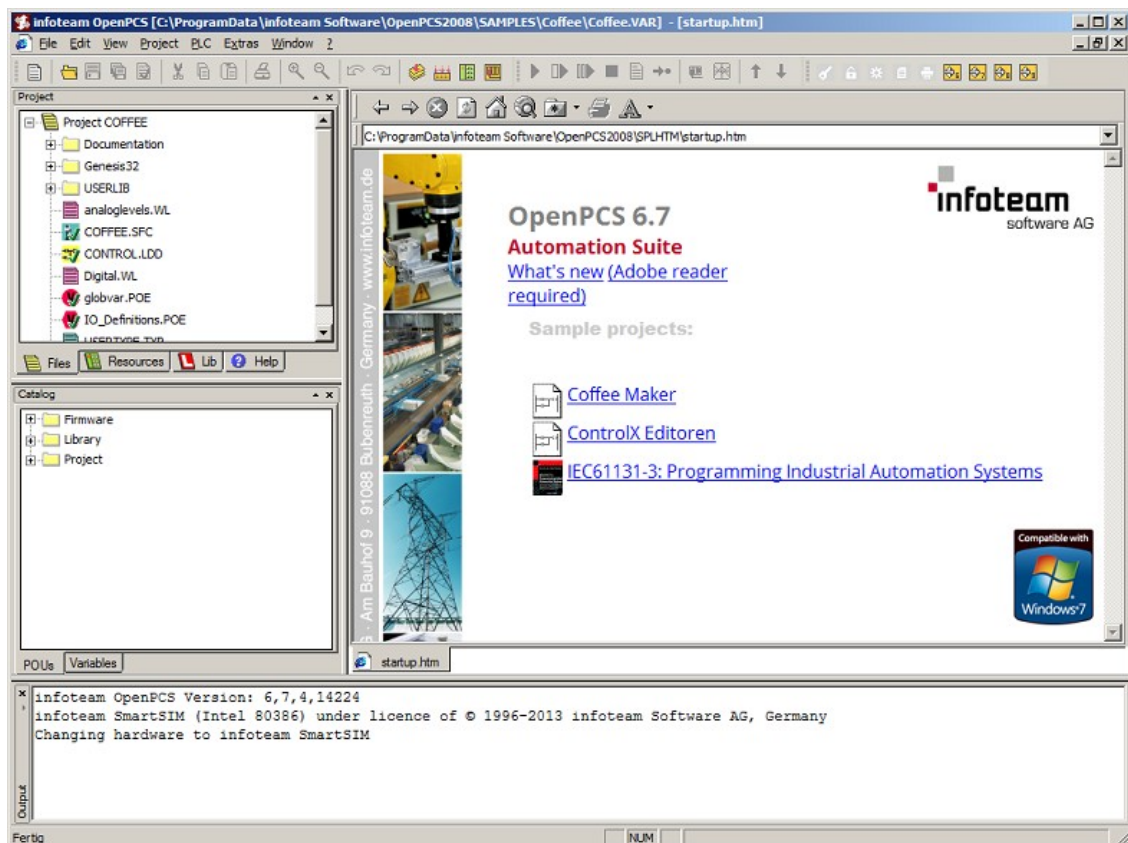 infoteam OpenPCS [C:\ProgramData\infoteam Software\OpenPCS2008\SAMPLES\Coffee\Coffee.VAR] - [startup.htm]
File Edit View Project PLC Extras Window ?
Project
Project COFFEE
Documentation
Genesis32
USERLIB
analoglevels.WL
COFFEE.SFC
CONTROL.LDD
Digital.WL
globvar.POE
IO_Definitions.POE
USERTYPE.TYP
Files Resources Lib Help
Catalog
Firmware
Library
Project
POUs Variables
C:\ProgramData\infoteam Software\OpenPCS2008\SPLHTM\startup.htm
Am Bauhof 9 · 91088 Bubenreuth · Germany · www.infoteam.de
infoteam
software AG
OpenPCS 6.7
Automation Suite
What's new (Adobe reader
required)
Sample projects:
Coffee Maker
ControlX Editoren
IEC61131-3: Programming Industrial Automation Systems
Compatible with
Windows 7
startup.htm
Output
infoteam OpenPCS Version: 6,7,4,14224
infoteam SmartSIM (Intel 80386) under licence of © 1996-2013 infoteam Software AG, Germany
Changing hardware to infoteam SmartSIM
Fertig
NUM